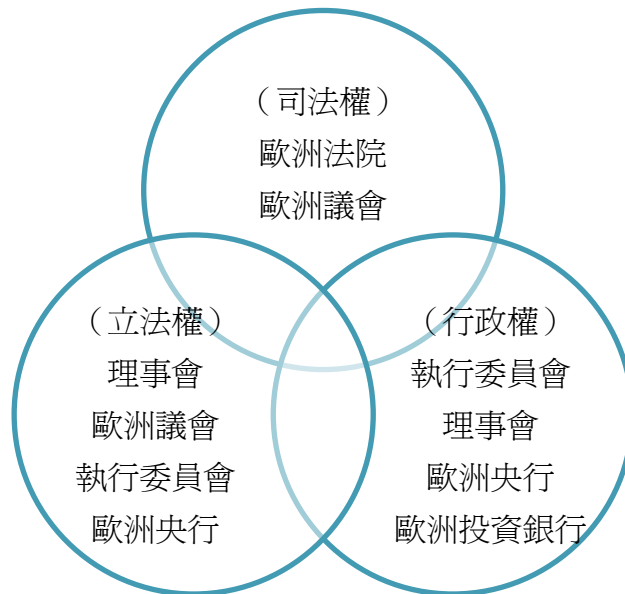 （司法權）
歐洲法院
歐洲議會
（立法權）
理事會
歐洲議會
執行委員會
歐洲央行
（行政權）
執行委員會
理事會
歐洲央行
歐洲投資銀行